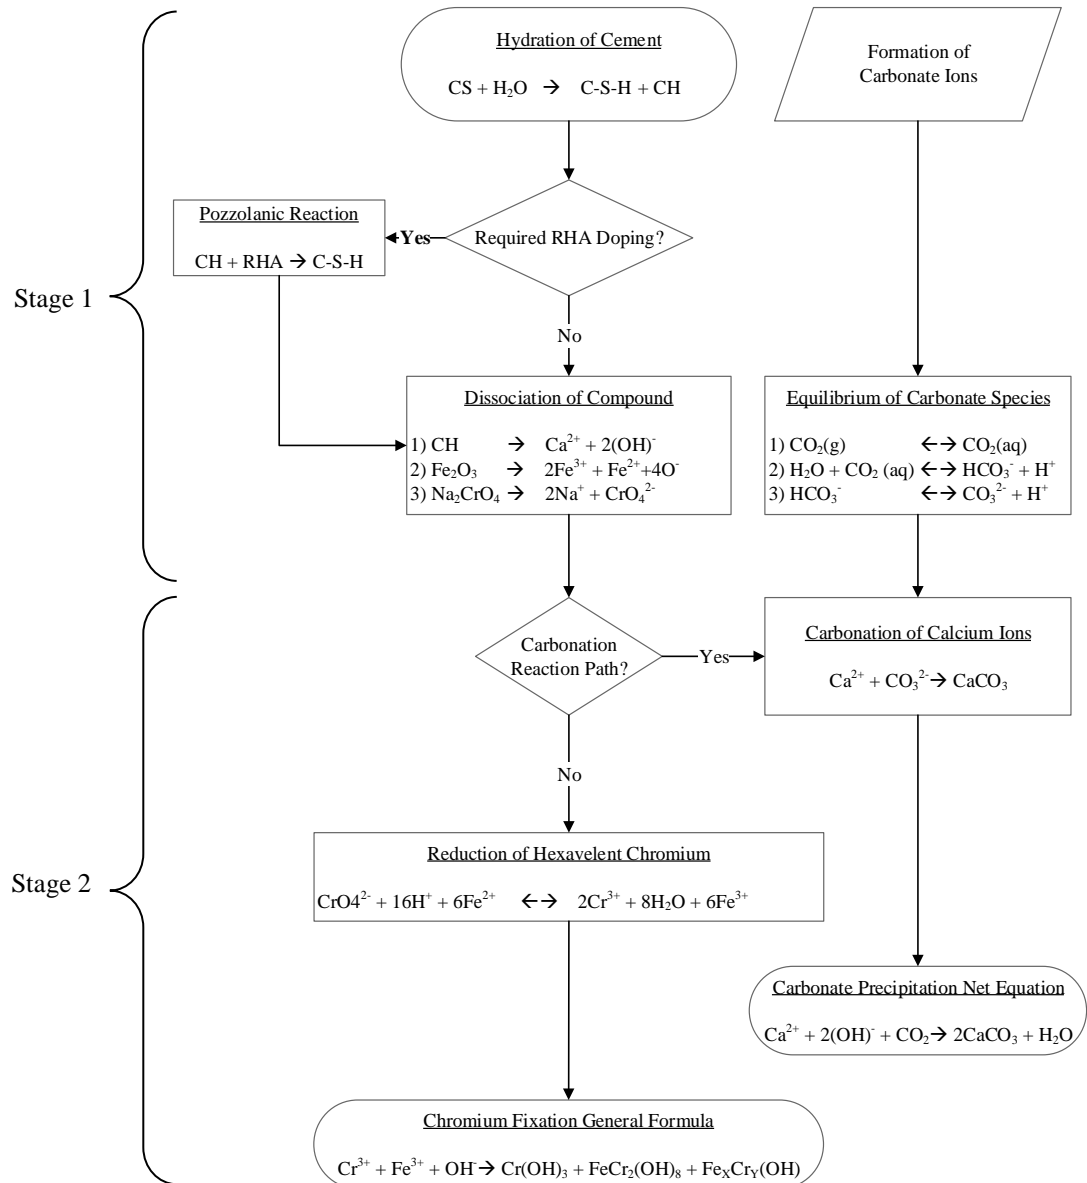 Hydration of Cement
CS + H₂O → C-S-H + CH
Formation of
Carbonate Ions
Stage 1
Pozzolanic Reaction
CH + RHA → C-S-H
Yes
Required RHA Doping?
No
Dissociation of Compound
1) CH → Ca²⁺ + 2(OH)⁻
2) Fe₂O₃ → 2Fe³⁺ + Fe²⁺+4O⁻
3) Na₂CrO₄ → 2Na⁺ + CrO₄²⁻
Equilibrium of Carbonate Species
1) CO₂(g) ←→ CO₂(aq)
2) H₂O + CO₂ (aq) ←→ HCO₃⁻ + H⁺
3) HCO₃⁻ ←→ CO₃²⁻ + H⁺
Stage 2
Carbonation
Reaction Path?
Yes
Carbonation of Calcium Ions
Ca²⁺ + CO₃²⁻→ CaCO₃
No
Reduction of Hexavelent Chromium
CrO4²⁻ + 16H⁺ + 6Fe²⁺ ←→ 2Cr³⁺ + 8H₂O + 6Fe³⁺
Carbonate Precipitation Net Equation
Ca²⁺ + 2(OH)⁻ + CO₂→ 2CaCO₃ + H₂O
Chromium Fixation General Formula
Cr³⁺ + Fe³⁺ + OH⁻→ Cr(OH)₃ + FeCr₂(OH)₈ + FeₓCrᵧ(OH)